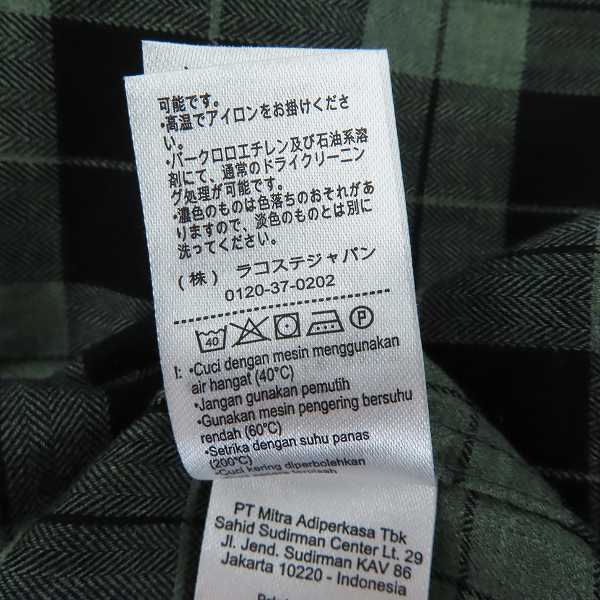 可能です。
•高温でアイロンをお掛けくださ
い。
•パークロロエチレン及び石油系溶
剤にて、通常のドライクリーニン
グ処理が可能です。
•濃色のものは色落ちのおそれがあ
りますので、淡色のものとは別に
洗ってください。
(株) ラコステジャパン
0120-37-0202
40 P
I: •Cuci dengan mesin menggunakan
air hangat (40°C)
•Jangan gunakan pemutih
•Gunakan mesin pengering bersuhu
rendah (60°C)
•Setrika dengan suhu panas
(200°C)
•Cuci kering diperbolehkan
PT Mitra Adiperkasa Tbk
Sahid Sudirman Center Lt. 29
Jl. Jend. Sudirman KAV 86
Jakarta 10220 - Indonesia